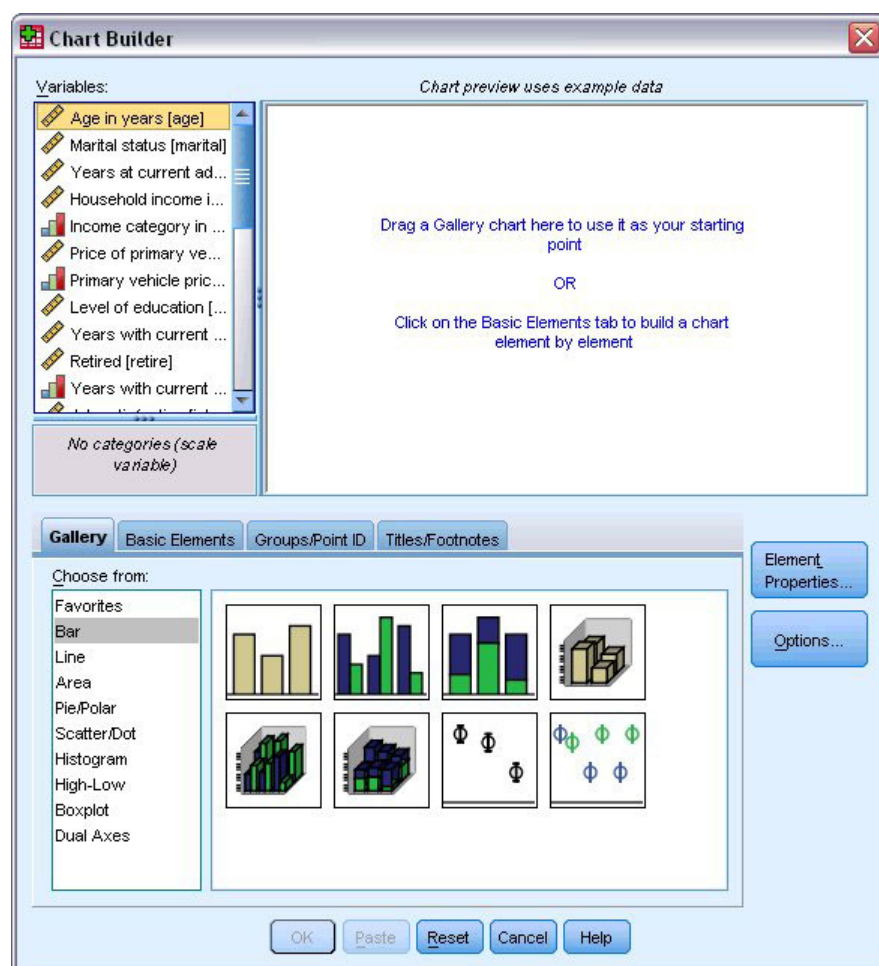 Chart Builder
Variables:
Chart preview uses example data
Age in years [age]
Marital status [marital]
Years at current ad...
Household income i...
Income category in ...
Price of primary ve...
Primary vehicle pric...
Level of education [...
Years with current ...
Retired [retire]
Years with current ...
No categories (scale
variable)
Drag a Gallery chart here to use it as your starting
point
OR
Click on the Basic Elements tab to build a chart
element by element
Gallery
Basic Elements
Groups/Point ID
Titles/Footnotes
Choose from:
Favorites
Bar
Line
Area
Pie/Polar
Scatter/Dot
Histogram
High-Low
Boxplot
Dual Axes
Element
Properties...
Options...
OK
Paste
Reset
Cancel
Help